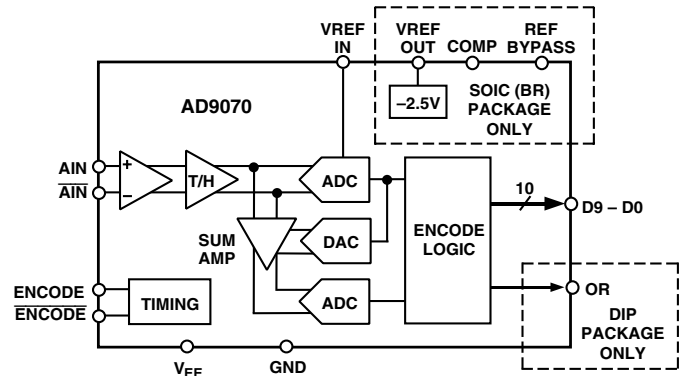 VREF IN
VREF OUT
COMP
REF BYPASS
AD9070
–2.5V
SOIC (BR)
PACKAGE
ONLY
AIN
AIN
+
–
T/H
ADC
10
D9 – D0
SUM
AMP
DAC
ENCODE
LOGIC
ENCODE
ENCODE
TIMING
ADC
OR
DIP
PACKAGE
ONLY
VEE
GND